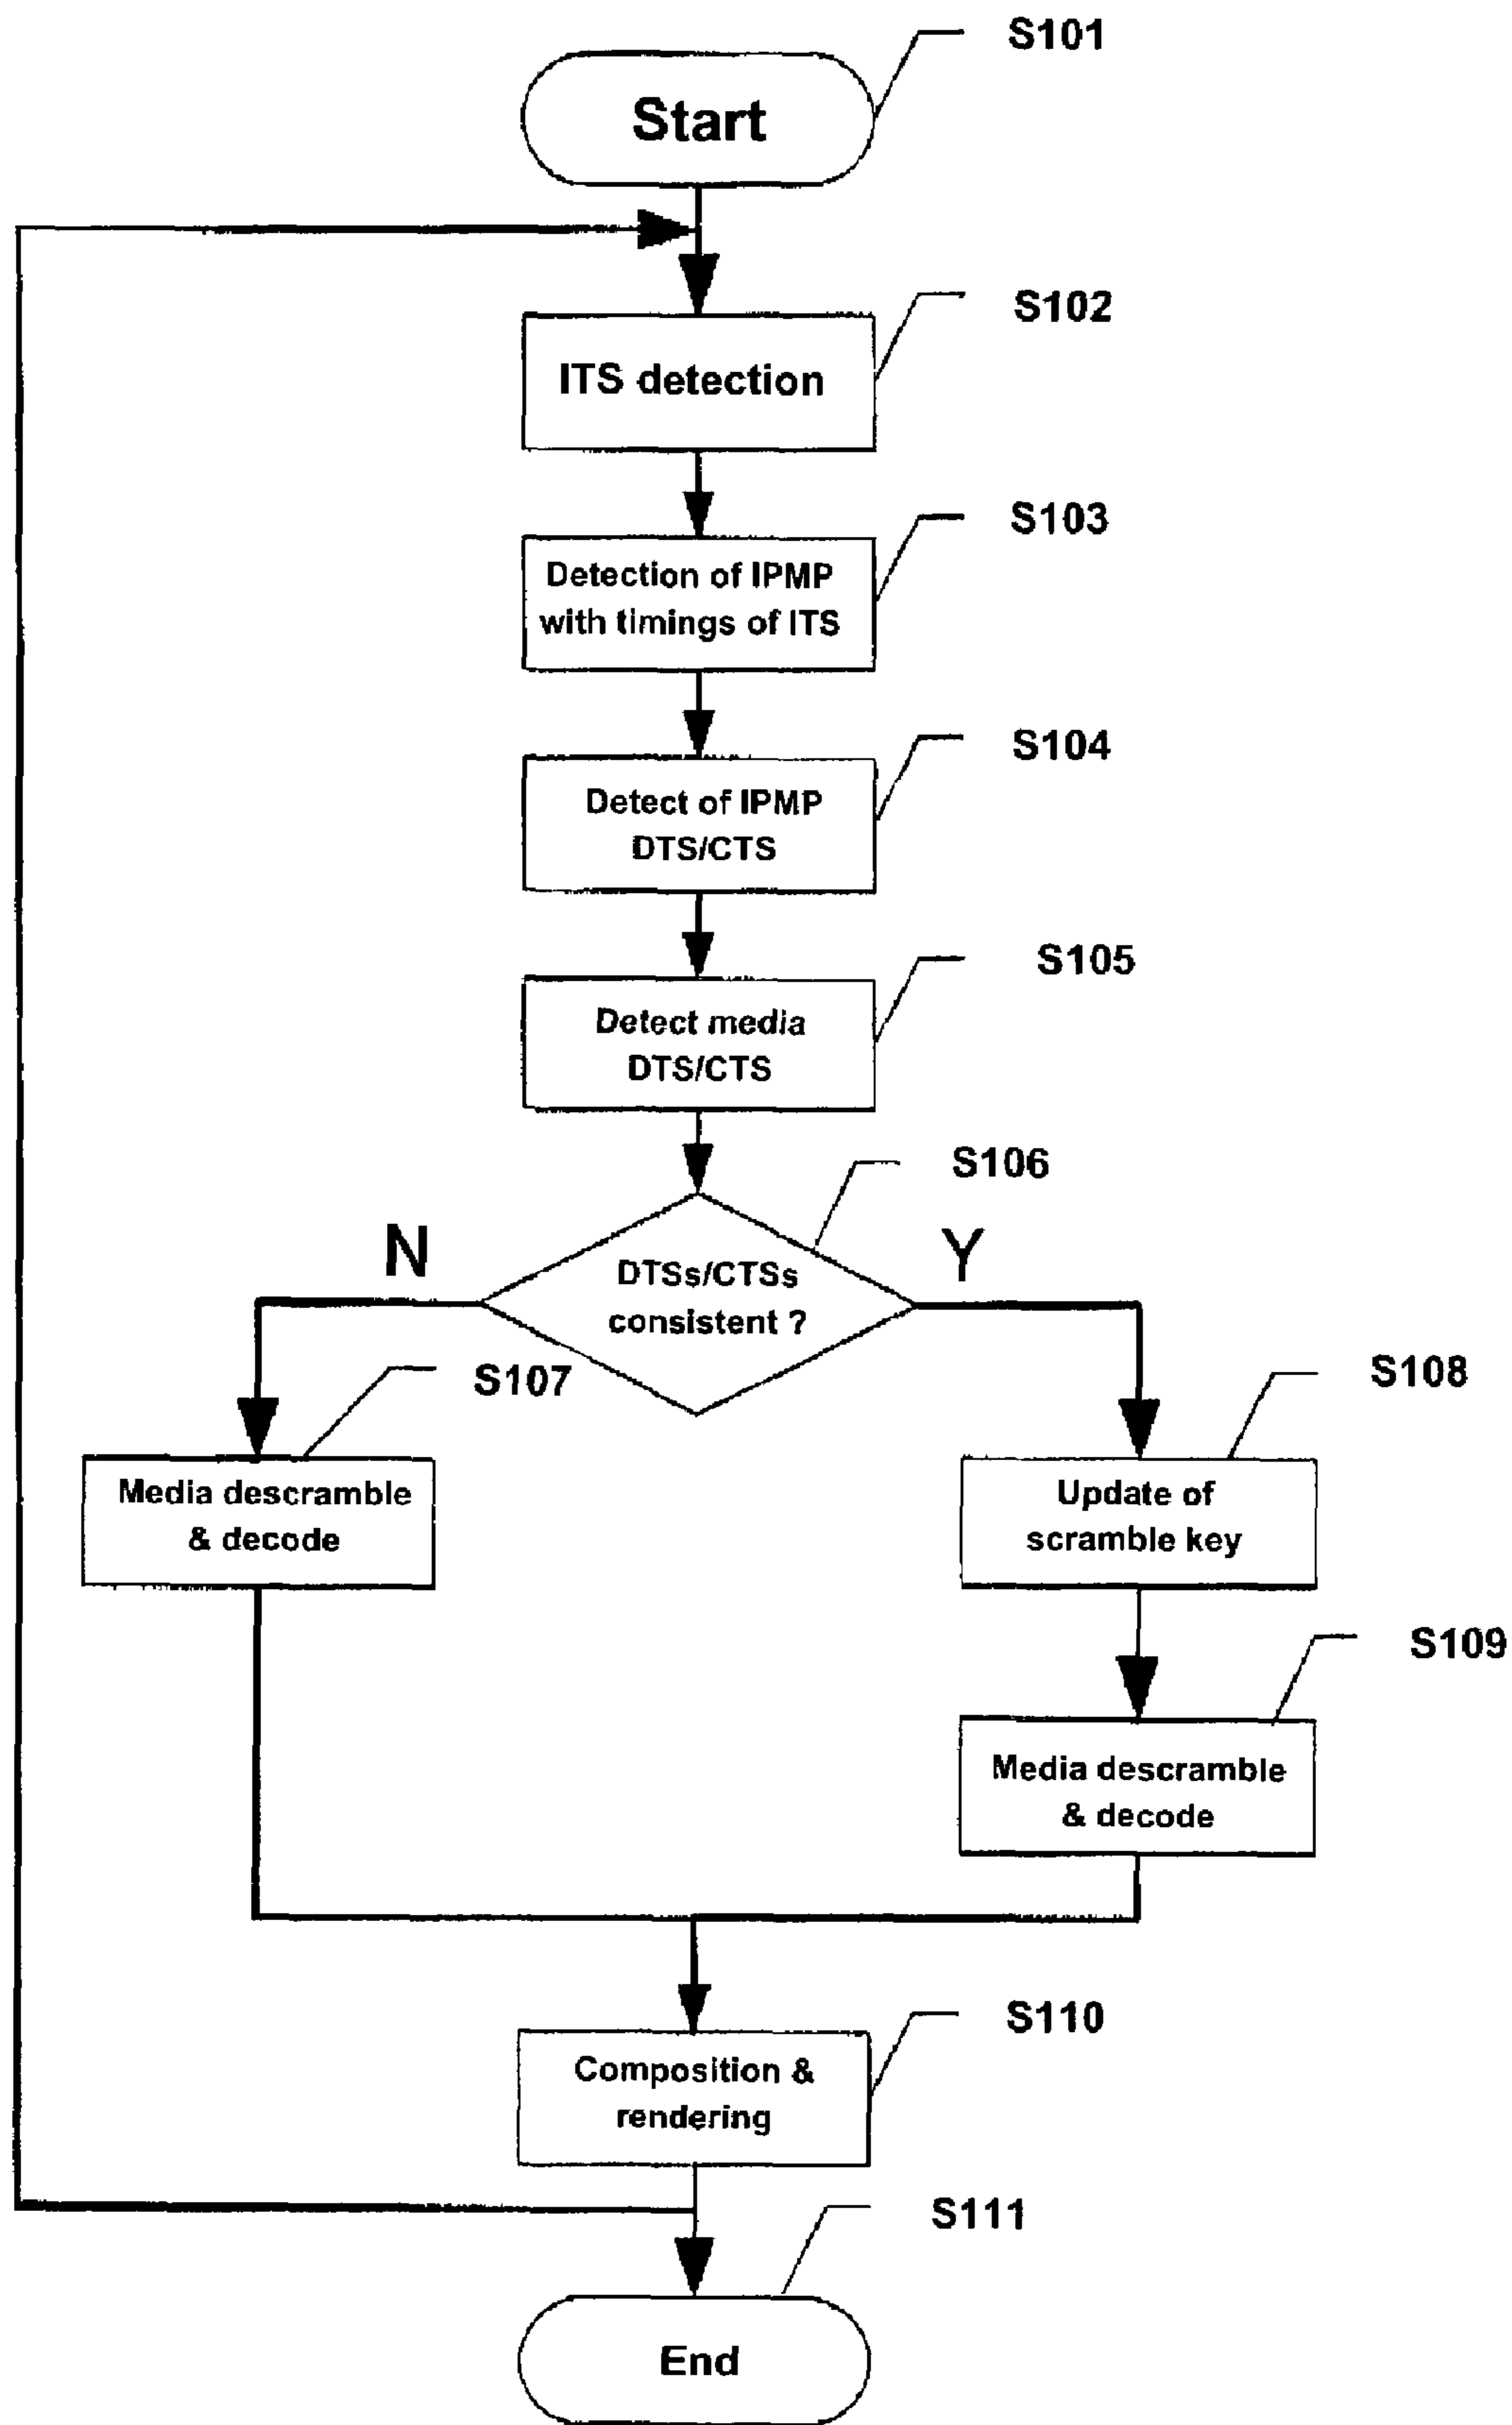 S101
Start
S102
ITS detection
S103
Detection of IPMP
with timings of ITS
S104
Detect of IPMP
DTS/CTS
S105
Detect media
DTS/CTS
S106
N
Y
DTSs/CTSs
consistent ?
S107
S108
Media descramble
& decode
Update of
scramble key
S109
Media descramble
& decode
S110
Composition &
rendering
S111
End